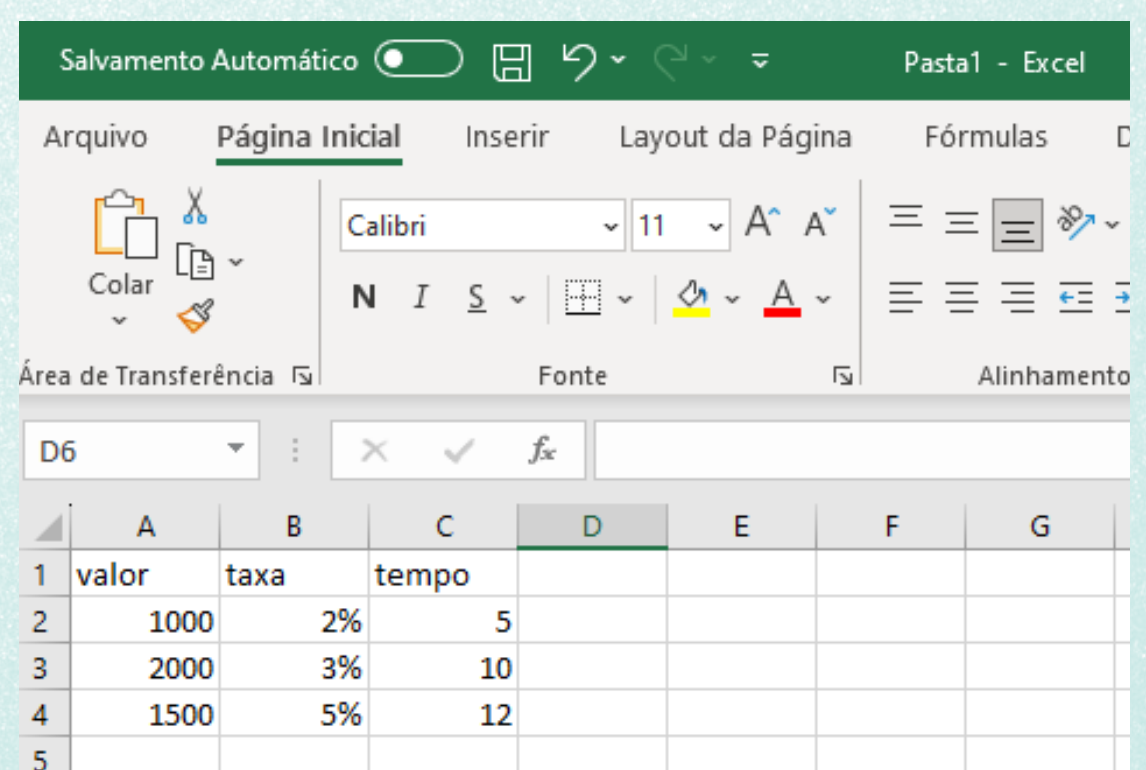 Salvamento Automático Pasta1 - Excel
Arquivo Página Inicial Inserir Layout da Página Fórmulas D
Calibri 11 A A
Colar
N I S A
Área de Transferência Fonte Alinhamento
D6 fx
A B C D E F G
1 valor taxa tempo
2 1000 2% 5
3 2000 3% 10
4 1500 5% 12
5